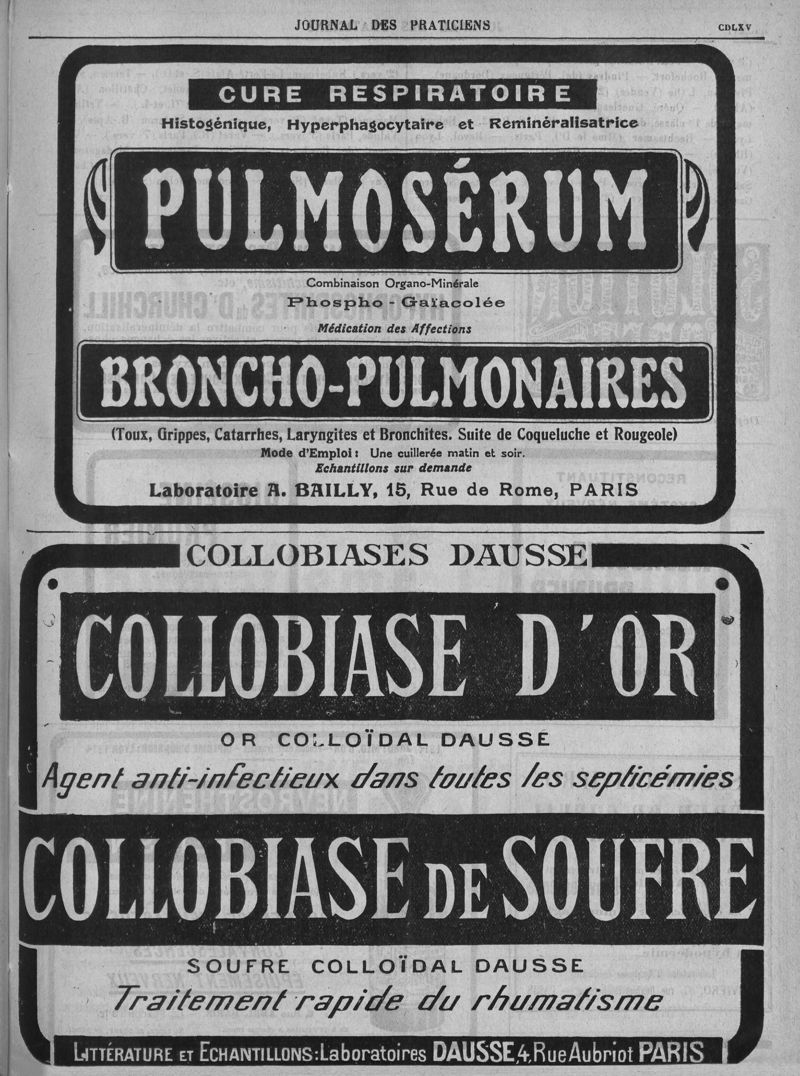 JOURNAL DES PRATICIENS
CDLXV
CURE RESPIRATOIRE
Histogénique, Hyperphagocytaire et Reminéralisatrice
PULMOSÉRUM
Combinaison Organo-Minérale
Phospho-Gaïacolée
Médication des Affections
BRONCHO-PULMONAIRES
(Toux, Grippes, Catarrhes, Laryngites et Bronchites. Suite de Coqueluche et Rougeole)
Mode d'Emploi: Une cuillerée matin et soir.
Echantillons sur demande
Laboratoire A. BAILLY, 15, Rue de Rome, PARIS
COLLOBIASES DAUSSE
COLLOBIASE D'OR
OR COLLOÏDAL DAUSSE
Agent anti-infectieux dans toutes les septicémies
COLLOBIASE DE SOUFRE
SOUFRE COLLOÏDAL DAUSSE
Traitement rapide du rhumatisme
LITTÉRATURE ET ECHANTILLONS: Laboratoires DAUSSE, 4, Rue Aubriot PARIS